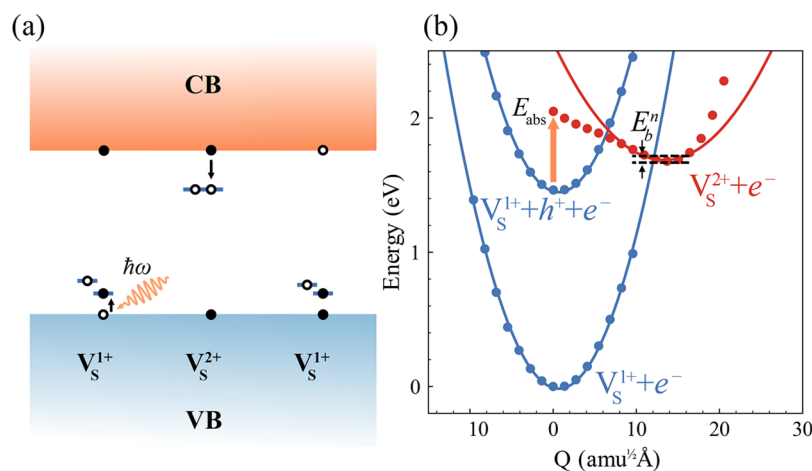 (a)
CB
ħω
V_S^{1+} V_S^{2+} V_S^{1+}
VB
(b)
Energy (eV)
2
1
0
E_abs
E_b^n
V_S^{2+}+e^-
V_S^{1+}+h^++e^-
V_S^{1+}+e^-
10 0 10 20 30
Q (amu^{1/2}Å)